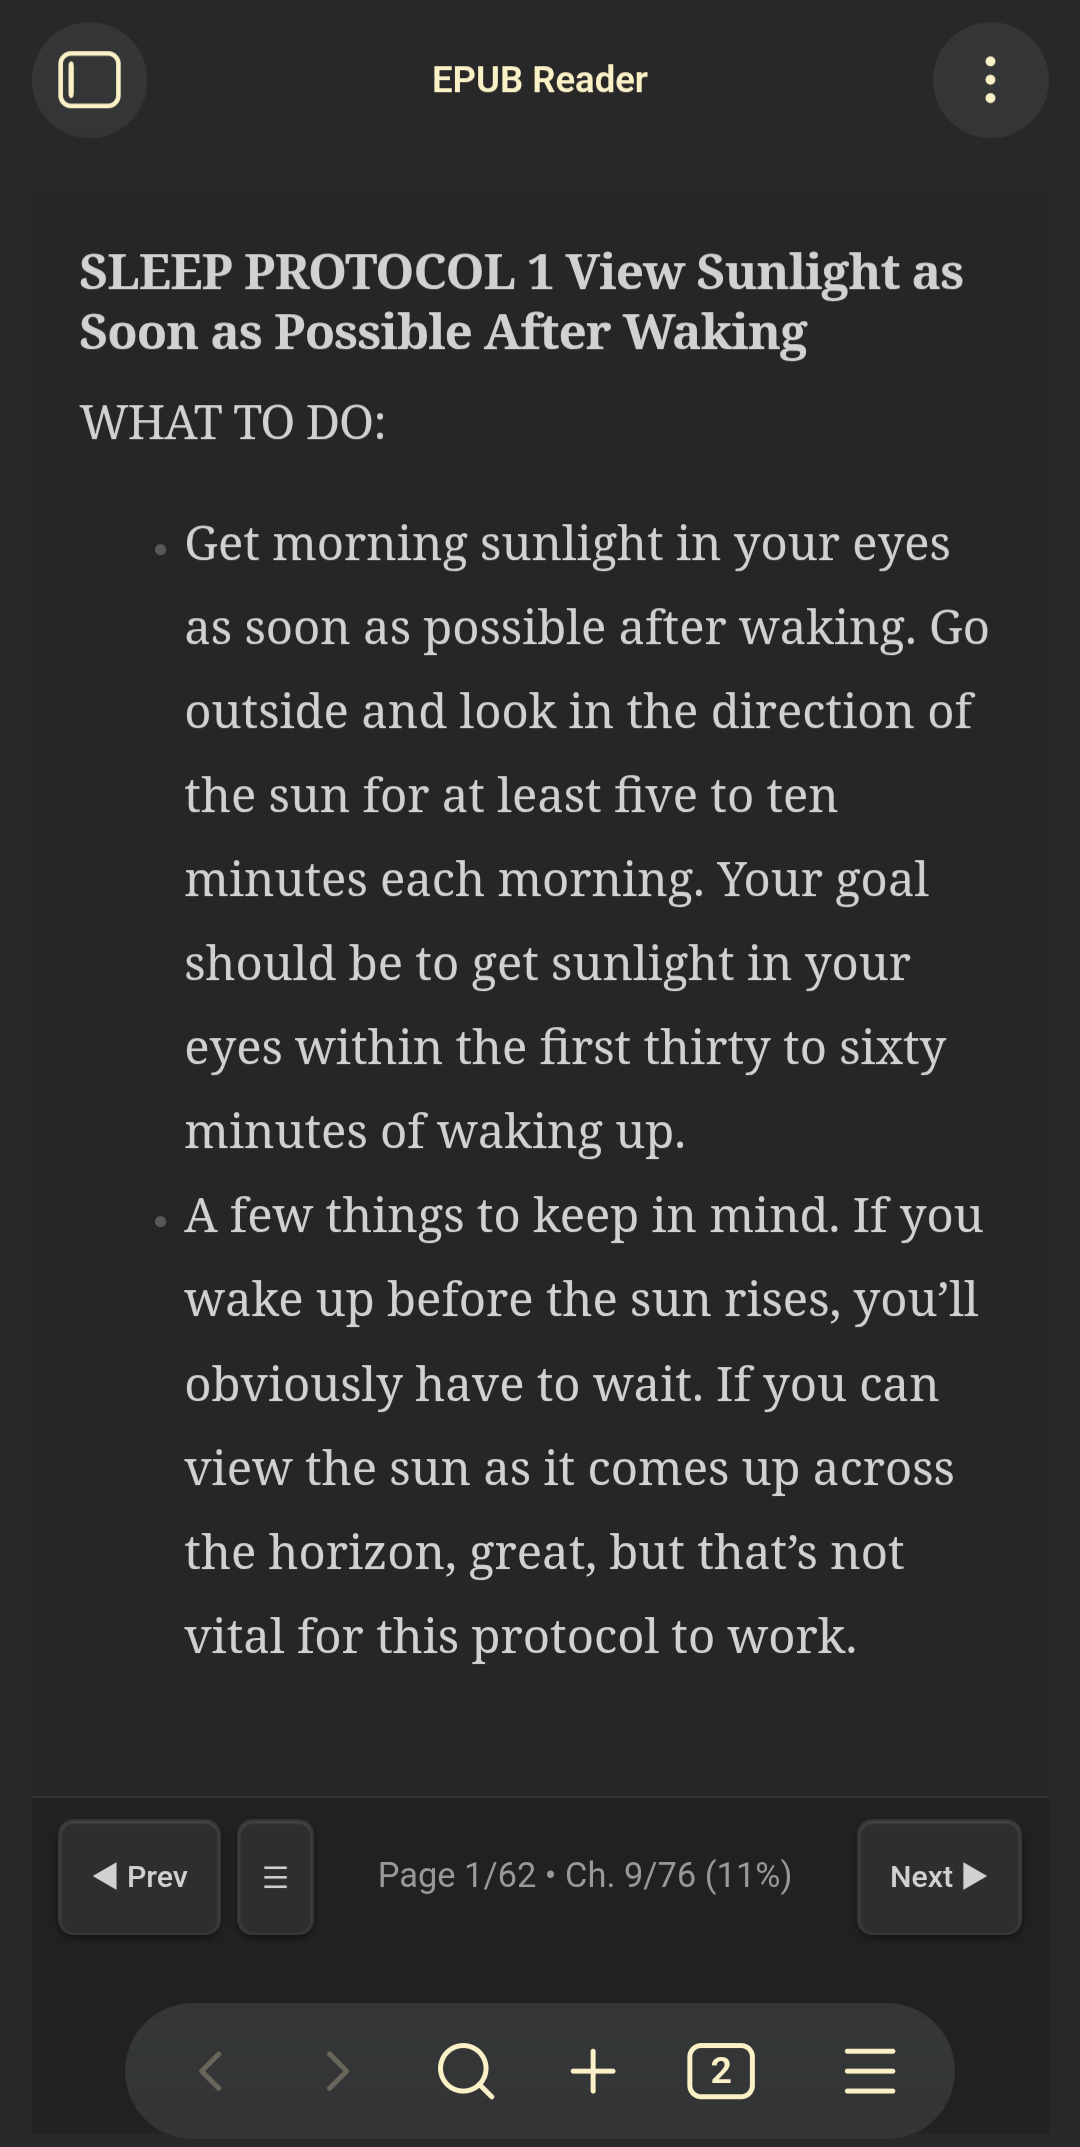 EPUB Reader
SLEEP PROTOCOL 1 View Sunlight as
Soon as Possible After Waking
WHAT TO DO:
• Get morning sunlight in your eyes
as soon as possible after waking. Go
outside and look in the direction of
the sun for at least five to ten
minutes each morning. Your goal
should be to get sunlight in your
eyes within the first thirty to sixty
minutes of waking up.
• A few things to keep in mind. If you
wake up before the sun rises, you’ll
obviously have to wait. If you can
view the sun as it comes up across
the horizon, great, but that’s not
vital for this protocol to work.
◀ Prev ☰ Page 1/62 • Ch. 9/76 (11%) Next ▶
2